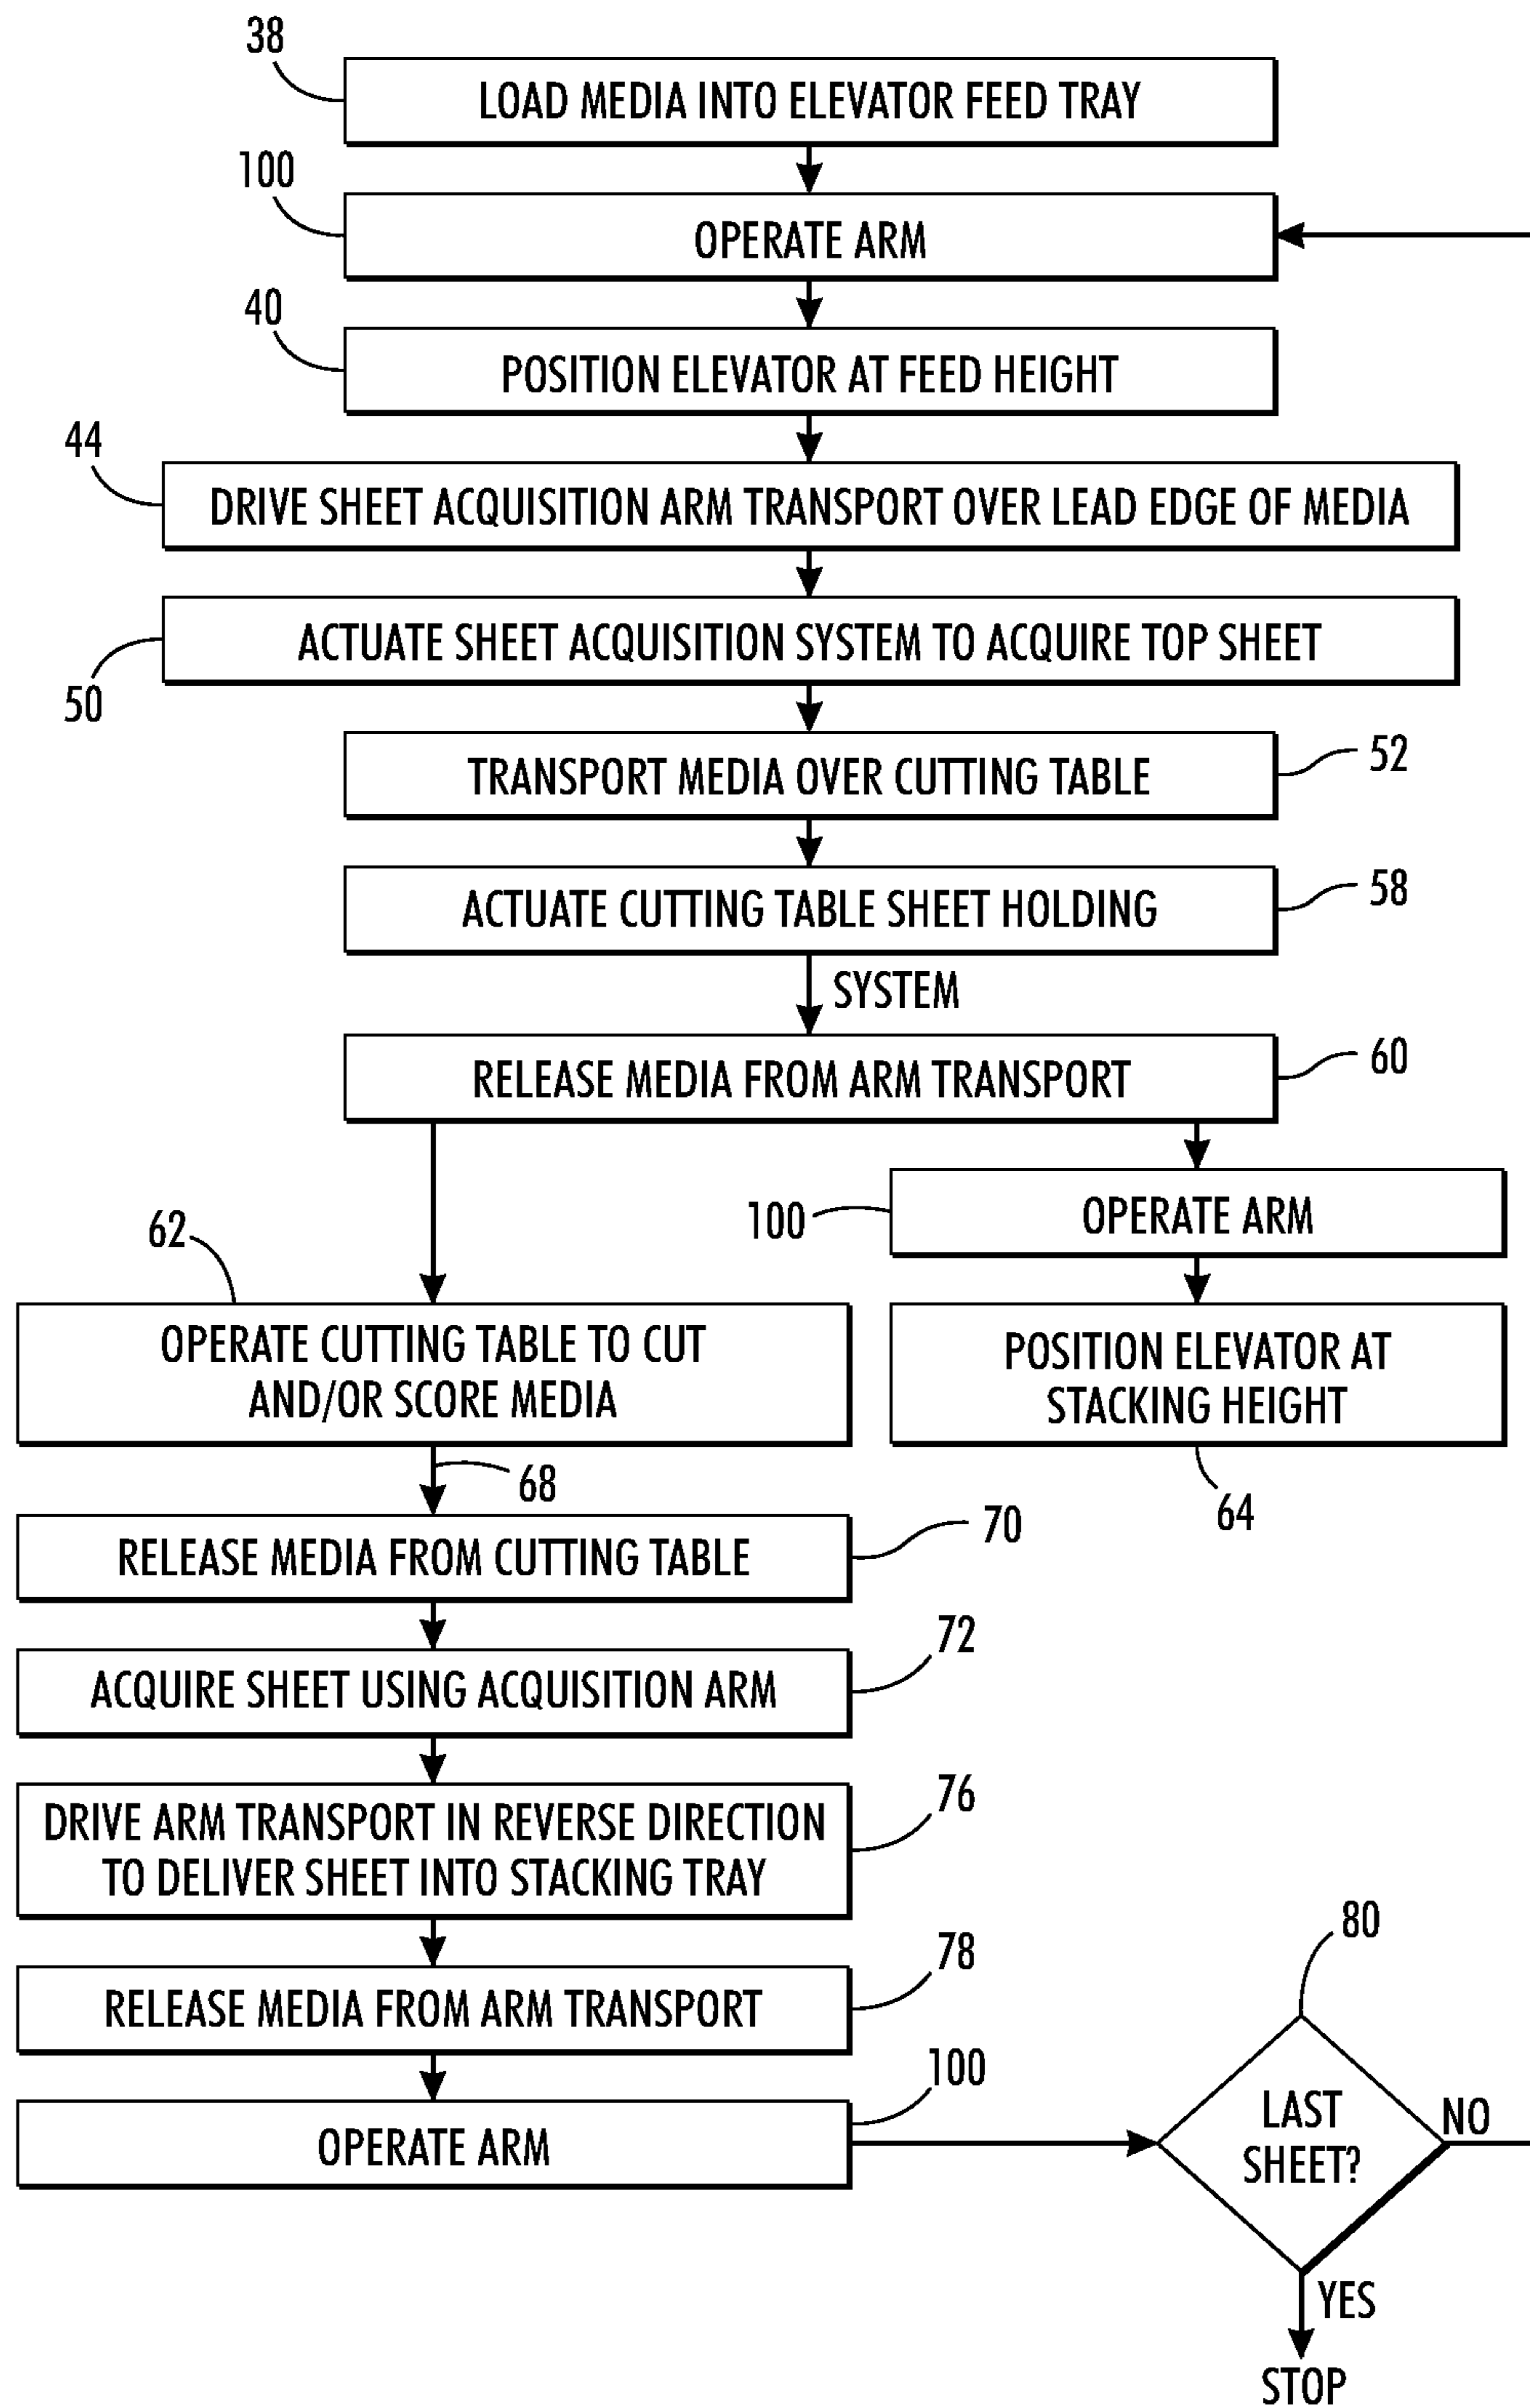 38
LOAD MEDIA INTO ELEVATOR FEED TRAY
100
OPERATE ARM
40
POSITION ELEVATOR AT FEED HEIGHT
44
DRIVE SHEET ACQUISITION ARM TRANSPORT OVER LEAD EDGE OF MEDIA
ACTUATE SHEET ACQUISITION SYSTEM TO ACQUIRE TOP SHEET
50
TRANSPORT MEDIA OVER CUTTING TABLE
52
ACTUATE CUTTING TABLE SHEET HOLDING
58
SYSTEM
RELEASE MEDIA FROM ARM TRANSPORT
60
100
OPERATE ARM
62
OPERATE CUTTING TABLE TO CUT
AND/OR SCORE MEDIA
POSITION ELEVATOR AT
STACKING HEIGHT
68
64
RELEASE MEDIA FROM CUTTING TABLE
70
72
ACQUIRE SHEET USING ACQUISITION ARM
76
DRIVE ARM TRANSPORT IN REVERSE DIRECTION
TO DELIVER SHEET INTO STACKING TRAY
78
RELEASE MEDIA FROM ARM TRANSPORT
100
OPERATE ARM
80
LAST
SHEET?
NO
YES
STOP